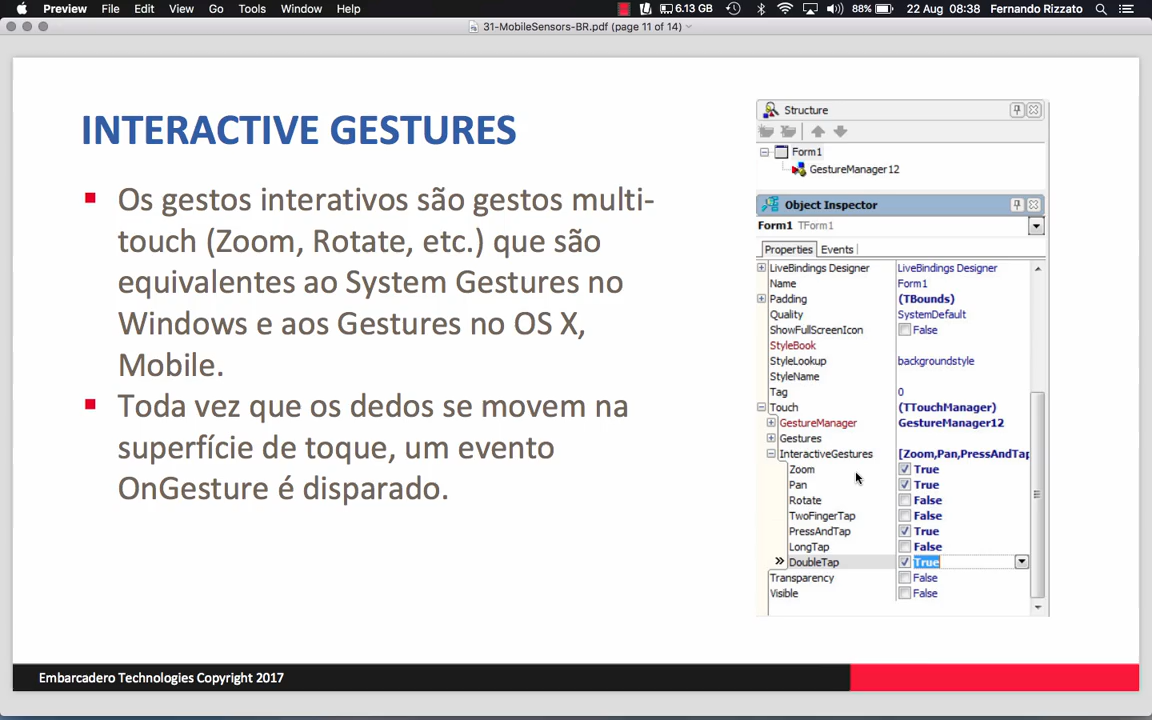 Preview File Edit View Go Tools Window Help 6.13 GB 88% 22 Aug 08:38 Fernando Rizzato
31-MobileSensors-BR.pdf (page 11 of 14)
INTERACTIVE GESTURES
Os gestos interativos são gestos multi-
touch (Zoom, Rotate, etc.) que são
equivalentes ao System Gestures no
Windows e aos Gestures no OS X,
Mobile.
Toda vez que os dedos se movem na
superfície de toque, um evento
OnGesture é disparado.
Structure
Form1
GestureManager12
Object Inspector
Form1 TForm1
Properties Events
LiveBindings Designer LiveBindings Designer
Name Form1
Padding (TBounds)
Quality SystemDefault
ShowFullScreenIcon False
StyleBook
StyleLookup backgroundstyle
StyleName
Tag 0
Touch (TTouchManager)
GestureManager GestureManager12
Gestures
InteractiveGestures [Zoom,Pan,PressAndTap
Zoom True
Pan True
Rotate False
TwoFingerTap False
PressAndTap True
LongTap False
DoubleTap True
Transparency False
Visible False
Embarcadero Technologies Copyright 2017